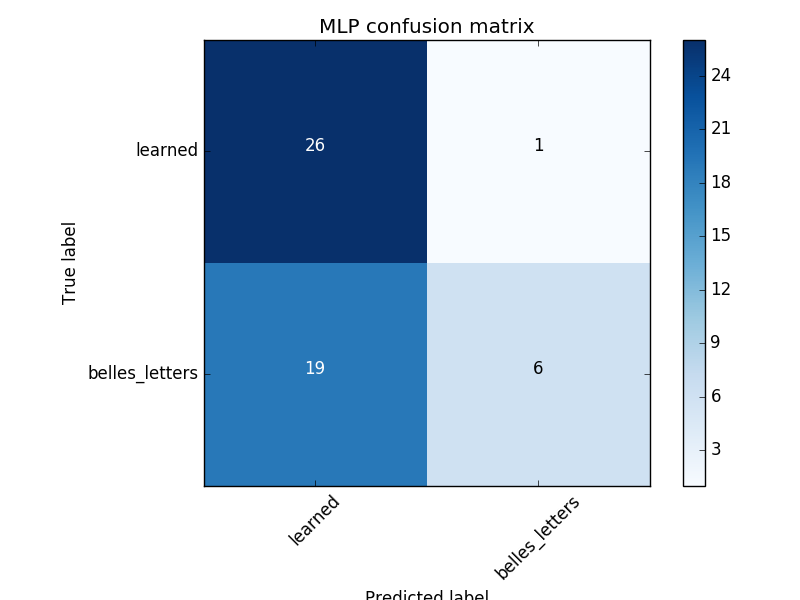 MLP confusion matrix
True label
learned
26
1
belles_letters
19
6
learned
belles_letters
Predicted label
24
21
18
15
12
9
6
3